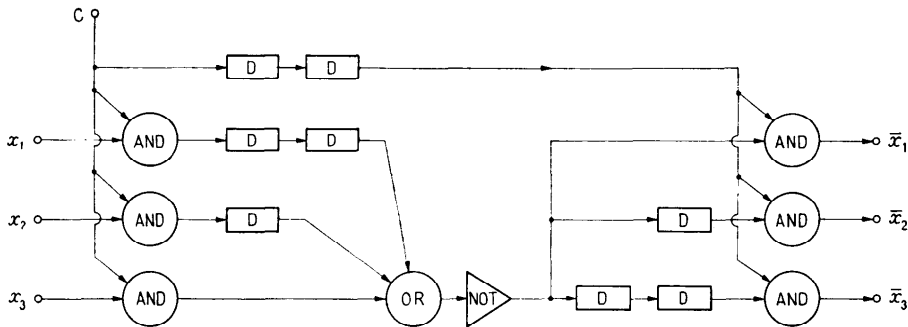 C
D D
x₁ AND D D AND x̄₁
x₂ AND D D AND x̄₂
x₃ AND OR NOT D D AND x̄₃